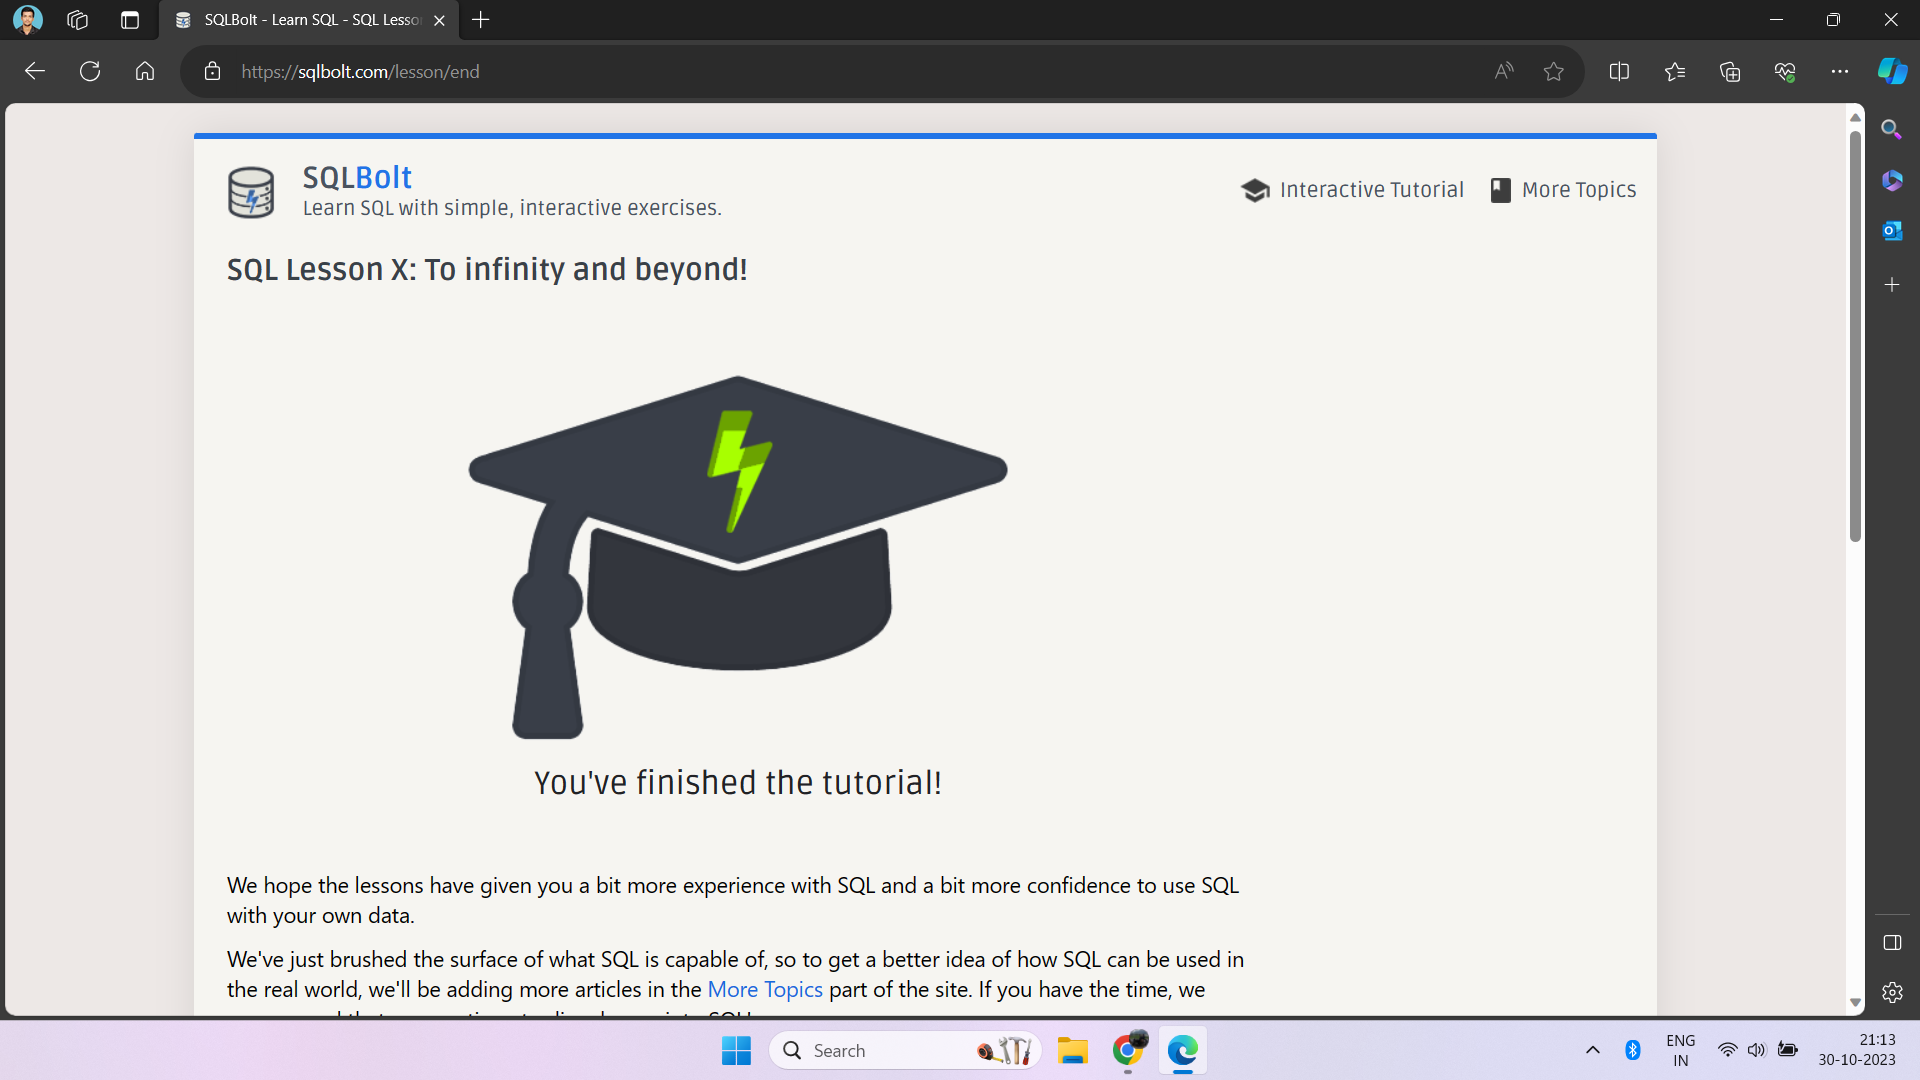 SQLBolt - Learn SQL - SQL Lesso
https://sqlbolt.com/lesson/end
SQLBolt
Learn SQL with simple, interactive exercises.
Interactive Tutorial
More Topics
SQL Lesson X: To infinity and beyond!
You've finished the tutorial!
We hope the lessons have given you a bit more experience with SQL and a bit more confidence to use SQL
with your own data.
We've just brushed the surface of what SQL is capable of, so to get a better idea of how SQL can be used in
the real world, we'll be adding more articles in the More Topics part of the site. If you have the time, we
Search
ENG
IN
21:13
30-10-2023